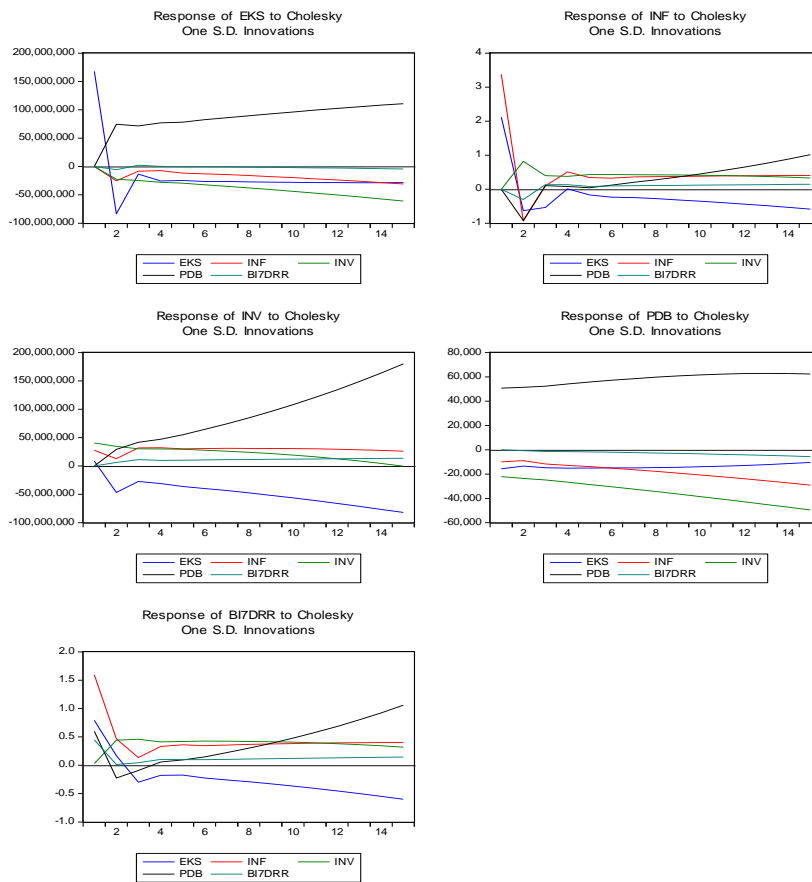 Response of EKS to Cholesky
One S.D. Innovations
200,000,000
150,000,000
100,000,000
50,000,000
0
-50,000,000
-100,000,000
2 4 6 8 10 12 14
EKS INF INV
PDB BI7DRR
Response of INF to Cholesky
One S.D. Innovations
4
3
2
1
0
-1
2 4 6 8 10 12 14
EKS INF INV
PDB BI7DRR
Response of INV to Cholesky
One S.D. Innovations
200,000,000
150,000,000
100,000,000
50,000,000
0
-50,000,000
-100,000,000
2 4 6 8 10 12 14
EKS INF INV
PDB BI7DRR
Response of PDB to Cholesky
One S.D. Innovations
80,000
60,000
40,000
20,000
0
-20,000
-40,000
-60,000
2 4 6 8 10 12 14
EKS INF INV
PDB BI7DRR
Response of BI7DRR to Cholesky
One S.D. Innovations
2.0
1.5
1.0
0.5
0.0
-0.5
-1.0
2 4 6 8 10 12 14
EKS INF INV
PDB BI7DRR